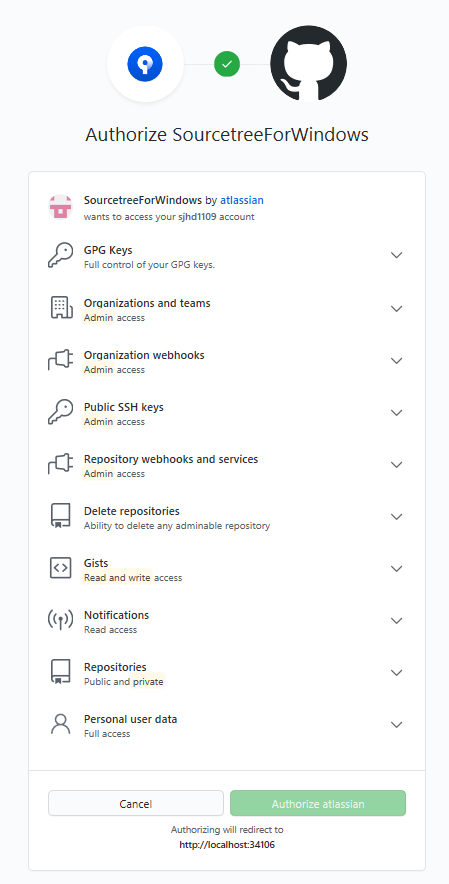 Authorize SourcetreeForWindows
SourcetreeForWindows by atlassian
wants to access your sjhd1109 account
GPG Keys
Full control of your GPG keys.
Organizations and teams
Admin access
Organization webhooks
Admin access
Public SSH keys
Admin access
Repository webhooks and services
Admin access
Delete repositories
Ability to delete any adminable repository
Gists
Read and write access
Notifications
Read access
Repositories
Public and private
Personal user data
Full access
Cancel
Authorize atlassian
Authorizing will redirect to
http://localhost:34106